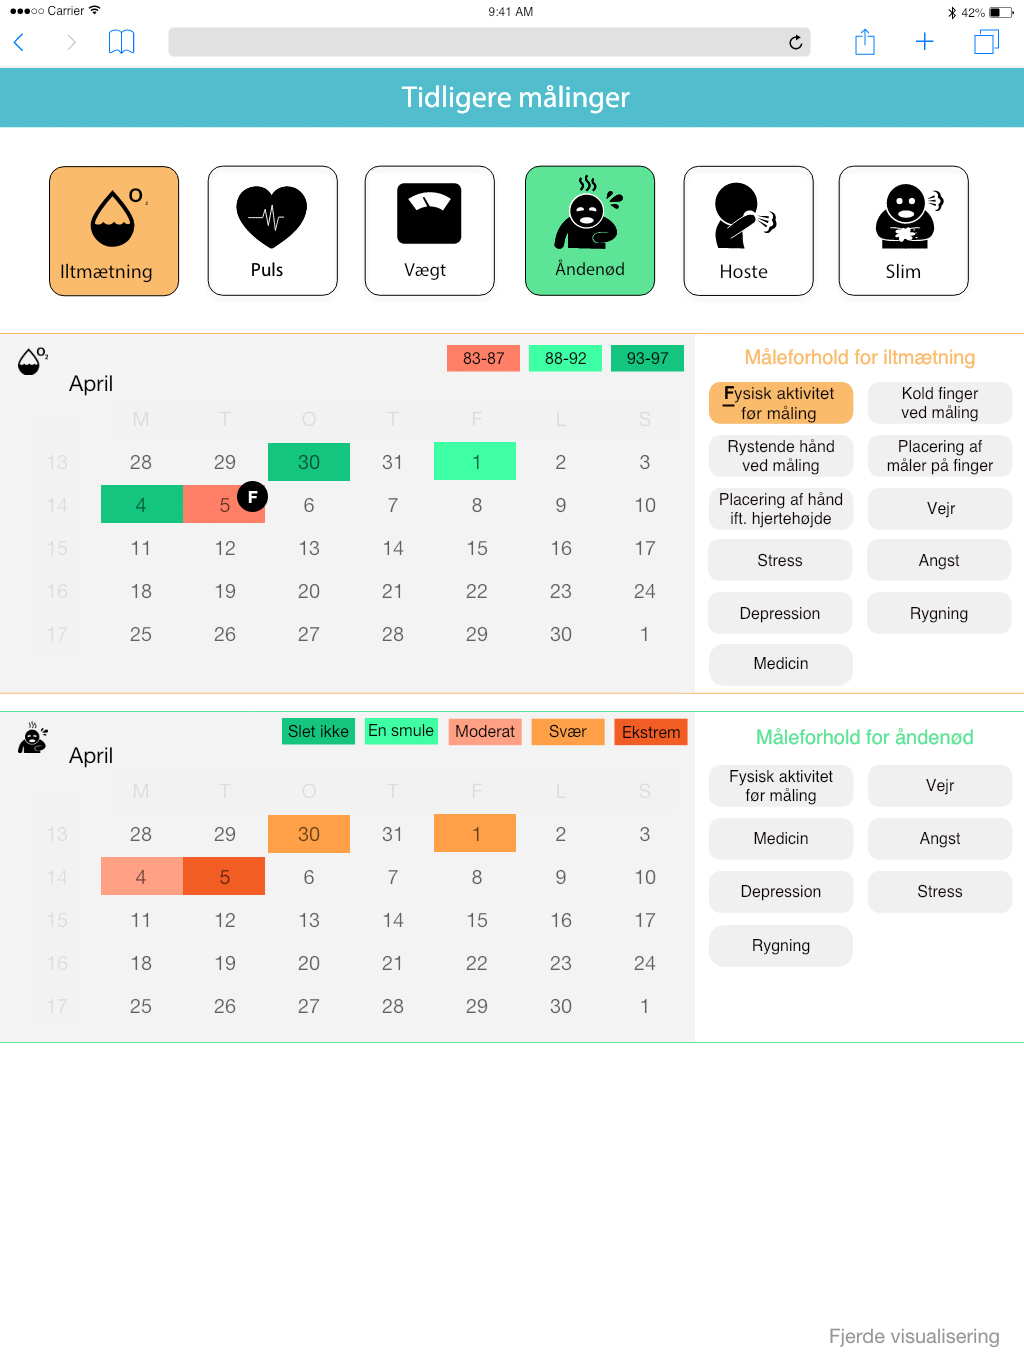 Carrier
9:41 AM
42%
Tidligere målinger
O2
Iltmætning
Puls
Vægt
Åndenød
Hoste
Slim
O2
83-87 88-92 93-97
April
M T O T F L S
13 28 29 30 31 1 2 3
14 4 5 F 6 7 8 9 10
15 11 12 13 14 15 16 17
16 18 19 20 21 22 23 24
17 25 26 27 28 29 30 1
Måleforhold for iltmætning
Fysisk aktivitet
før måling
Kold finger
ved måling
Rystende hånd
ved måling
Placering af
måler på finger
Placering af hånd
ift. hjertehøjde
Vejr
Stress
Angst
Depression
Rygning
Medicin
Slet ikke En smule Moderat Svær Ekstrem
April
M T O T F L S
13 28 29 30 31 1 2 3
14 4 5 6 7 8 9 10
15 11 12 13 14 15 16 17
16 18 19 20 21 22 23 24
17 25 26 27 28 29 30 1
Måleforhold for åndenød
Fysisk aktivitet
før måling
Vejr
Medicin
Angst
Depression
Stress
Rygning
Fjerde visualisering